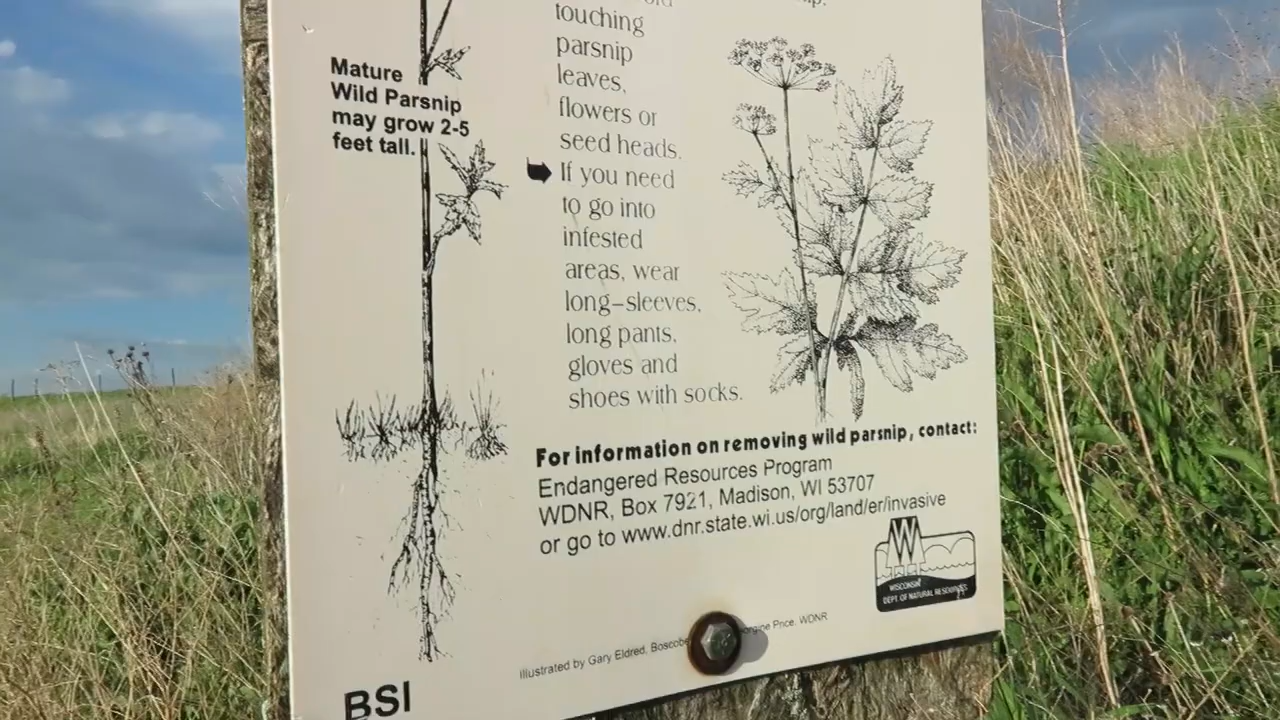 Mature
Wild Parsnip
may grow 2-5
feet tall.
touching
parsnip
leaves,
flowers or
seed heads.
If you need
to go into
infested
areas, wear
long-sleeves,
long pants,
gloves and
shoes with socks.
For information on removing wild parsnip, contact:
Endangered Resources Program
WDNR, Box 7921, Madison, WI 53707
or go to www.dnr.state.wi.us/org/land/er/invasive
WISCONSIN
DEPT. OF NATURAL RESOURCES
Illustrated by Gary Eldred, Price, WDNR
BSI